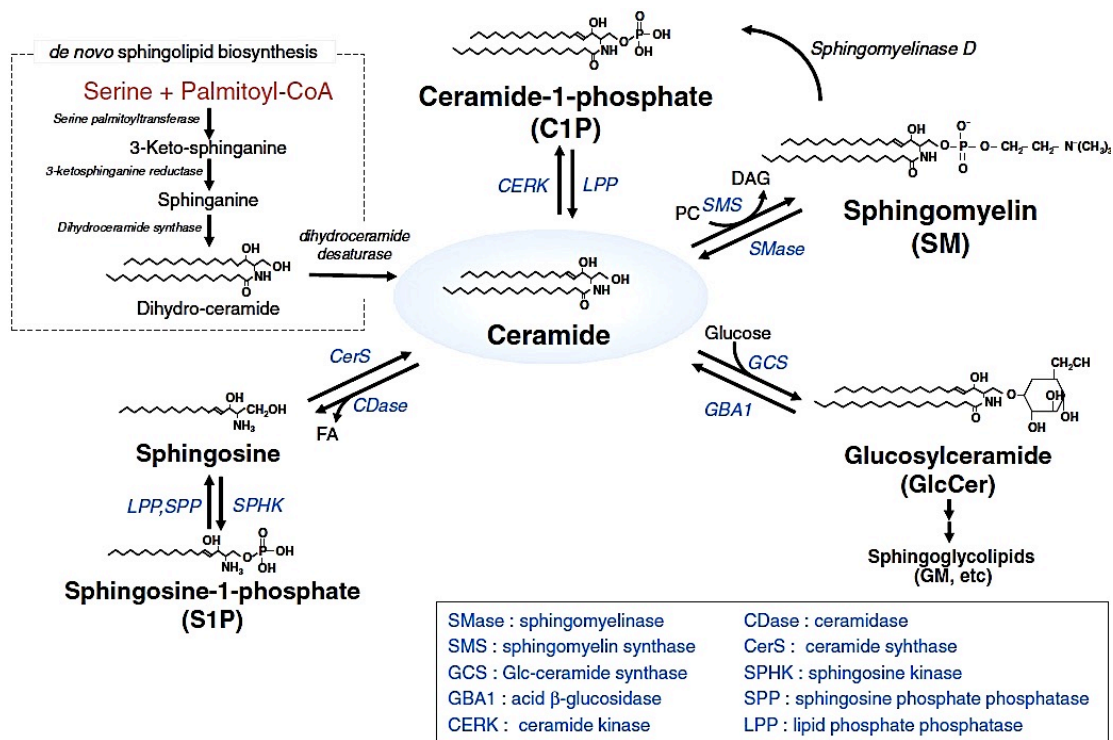 de novo sphingolipid biosynthesis
Serine + Palmitoyl-CoA
Serine palmitoyltransferase
3-Keto-sphinganine
3-ketosphinganine reductase
Sphinganine
Dihydroceramide synthase
OH
OH
NH
O
Dihydro-ceramide
dihydroceramide
desaturase
OH
O
O
P
OH
OH
NH
O
Ceramide-1-phosphate
(C1P)
CERK
LPP
Sphingomyelinase D
OH
O⁻
O
P
O
O
CH₂
CH₂
N⁻(CH₃)₃
NH
O
Sphingomyelin
(SM)
PC
SMS
DAG
SMase
OH
OH
NH
O
Ceramide
Glucose
GCS
GBA1
OH
O
NH
O
CH₂CH
O
OH
OH
OH
Glucosylceramide
(GlcCer)
Sphingoglycolipids
(GM, etc)
CerS
CDase
FA
OH
CH₂OH
NH₃
Sphingosine
LPP,SPP
SPHK
OH
O
O
P
OH
OH
NH₃
Sphingosine-1-phosphate
(S1P)
SMase : sphingomyelinase
SMS : sphingomyelin synthase
GCS : Glc-ceramide synthase
GBA1 : acid β-glucosidase
CERK : ceramide kinase
CDase : ceramidase
CerS : ceramide syhthase
SPHK : sphingosine kinase
SPP : sphingosine phosphate phosphatase
LPP : lipid phosphate phosphatase